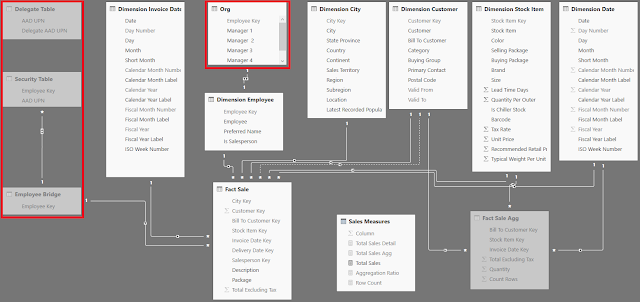 Delegate Table
AAD UPN
Delegate AAD UPN
Security Table
Employee Key
AAD UPN
Employee Bridge
Employee Key
Dimension Invoice Date
Date
Day Number
Day
Month
Short Month
Calendar Month Number
Calendar Month Label
Calendar Year
Calendar Year Label
Fiscal Month Number
Fiscal Month Label
Fiscal Year
Fiscal Year Label
ISO Week Number
Org
Employee Key
Manager 1
Manager 2
Manager 3
Manager 4
Dimension Employee
Employee Key
Employee
Preferred Name
Is Salesperson
Dimension City
City Key
City
State Province
Country
Continent
Sales Territory
Region
Subregion
Location
Latest Recorded Popula
Dimension Customer
Customer Key
Customer
Bill To Customer
Category
Buying Group
Primary Contact
Postal Code
Valid From
Valid To
Dimension Stock Item
Stock Item Key
Stock Item
Color
Selling Package
Buying Package
Brand
Size
Lead Time Days
Quantity Per Outer
Is Chiller Stock
Barcode
Tax Rate
Unit Price
Recommended Retail Pr
Typical Weight Per Unit
Dimension Date
Date
Day Number
Day
Month
Short Month
Calendar Month Number
Calendar Month Label
Calendar Year
Calendar Year Label
Fiscal Month Number
Fiscal Month Label
Fiscal Year
Fiscal Year Label
ISO Week Number
Fact Sale
City Key
Customer Key
Bill To Customer Key
Stock Item Key
Invoice Date Key
Delivery Date Key
Salesperson Key
Description
Package
Total Excluding Tax
Sales Measures
Column
Total Sales Detail
Total Sales Agg
Total Sales
Aggregation Ratio
Row Count
Fact Sale Agg
Bill To Customer Key
Stock Item Key
Invoice Date Key
Total Excluding Tax
Quantity
Count Rows